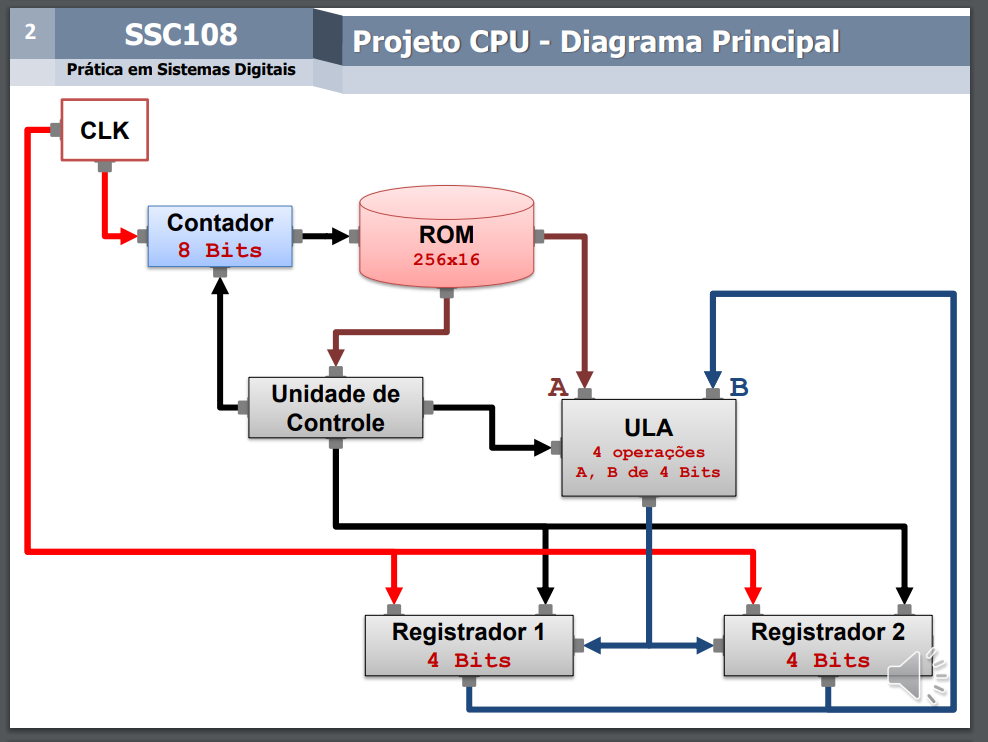 2
SSC108
Prática em Sistemas Digitais
Projeto CPU - Diagrama Principal
CLK
Contador
8 Bits
ROM
256x16
Unidade de
Controle
A
B
ULA
4 operações
A, B de 4 Bits
Registrador 1
4 Bits
Registrador 2
4 Bits